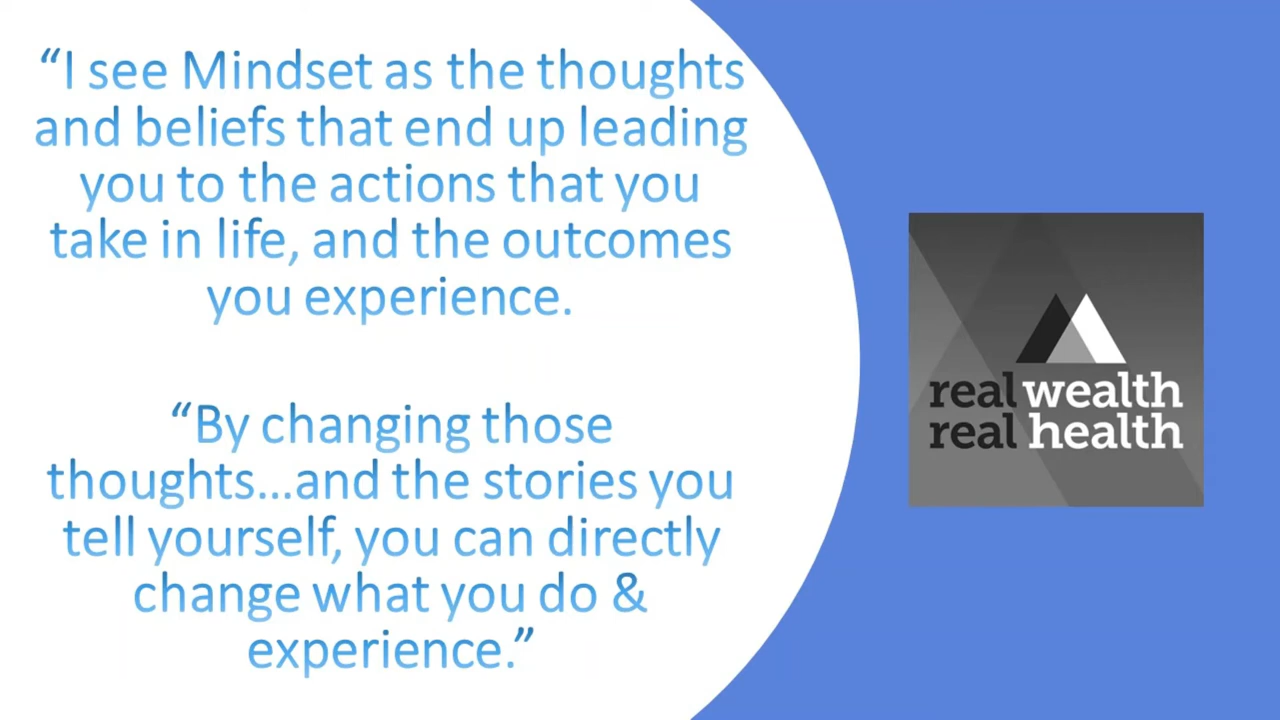 “I see Mindset as the thoughts
and beliefs that end up leading
you to the actions that you
take in life, and the outcomes
you experience.
“By changing those
thoughts...and the stories you
tell yourself, you can directly
change what you do &
experience.”
real wealth
real health